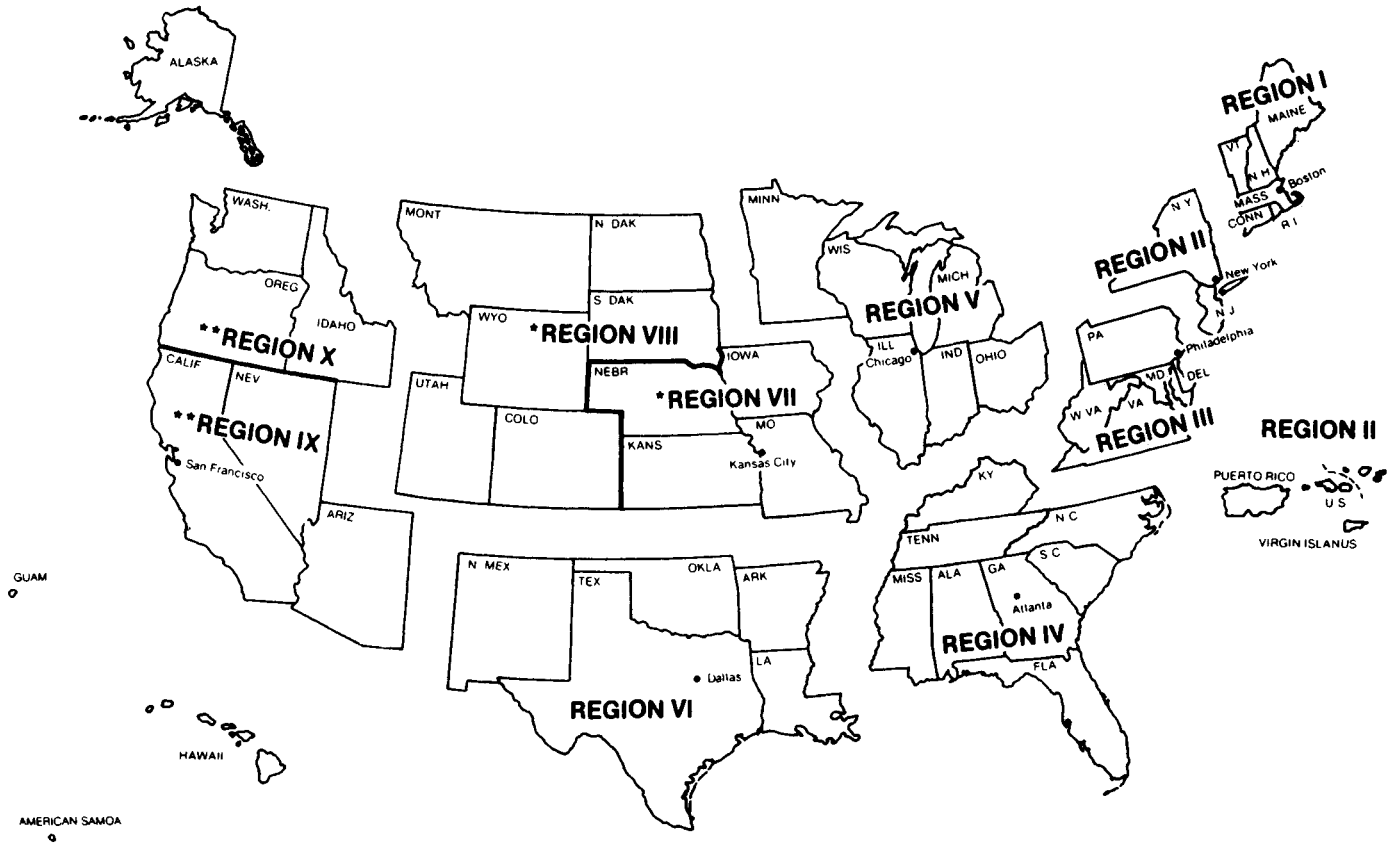 ALASKA
REGION I
MAINE
VT
N H
Boston
MASS
CONN
R I
WASH.
MONT
N DAK
MINN
N Y
WIS
REGION II
MICH
New York
OREG
S DAK
REGION V
N J
WYO
IDAHO
*REGION VIII
**REGION X
PA
Philadelphia
CALIF
NEV
UTAH
NEBR
IOWA
ILL
Chicago
IND
OHIO
MD
DEL
*REGION VII
W VA
VA
**REGION IX
COLO
MO
REGION III
REGION II
KANS
San Francisco
Kansas City
KY
PUERTO RICO
U S
VIRGIN ISLANUS
ARIZ
N C
TENN
S C
GUAM
N MEX
TEX
OKLA
ARK
MISS
ALA
GA
Atlanta
REGION IV
LA
FLA
Dallas
REGION VI
HAWAII
AMERICAN SAMOA